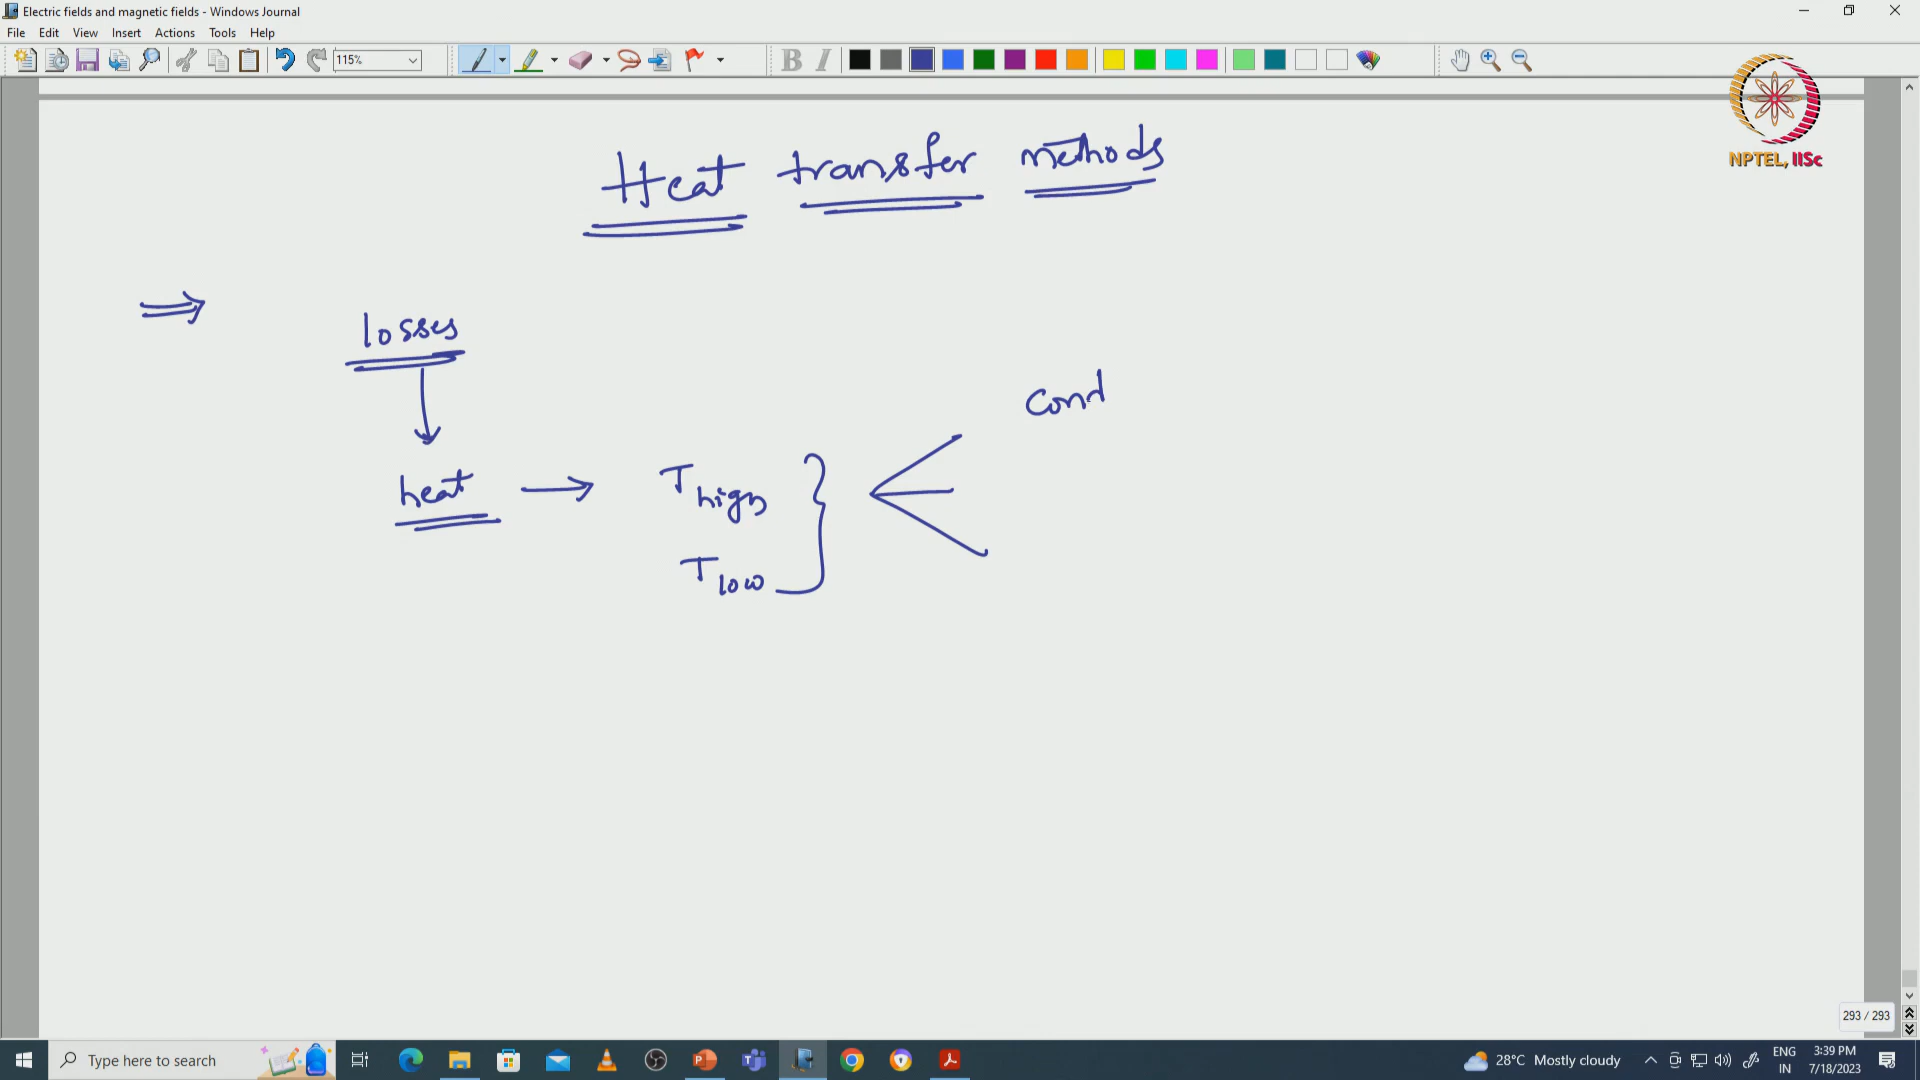 Electric fields and magnetic fields - Windows Journal
File Edit View Insert Actions Tools Help
115%
B I
NPTEL, IISc
Heat transfer methods
losses
cond
heat
T high
T low
293 / 293
Type here to search
28°C Mostly cloudy
ENG
IN
3:39 PM
7/18/2023